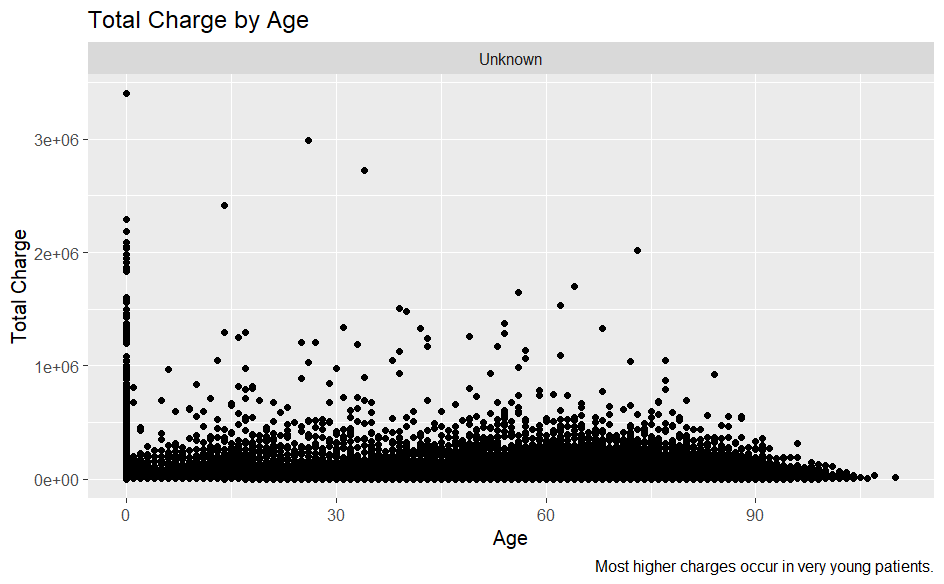 Total Charge by Age
Unknown
Total Charge
3e+06
2e+06
1e+06
0e+00
0
30
60
90
Age
Most higher charges occur in very young patients.